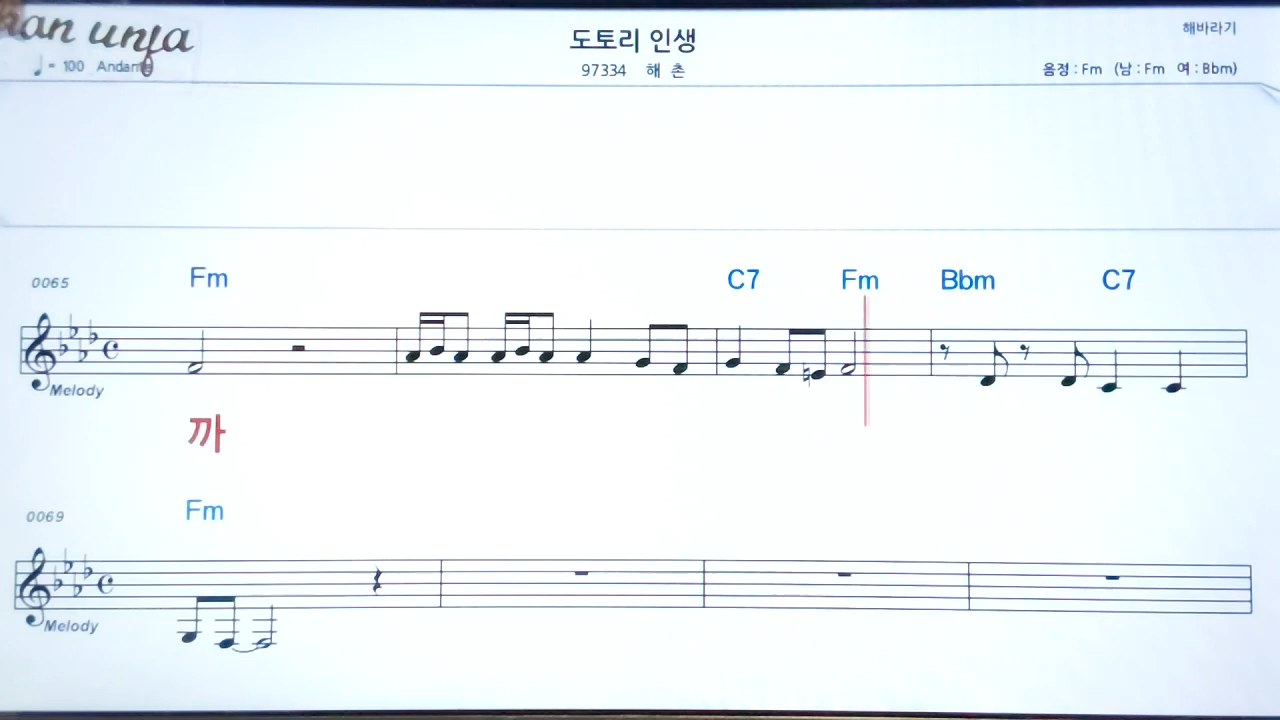 해바라기
도토리 인생
♩= 100 Andante
97334 해 촌
음정 : Fm (남 : Fm 여 : Bbm)
0065 Fm C7 Fm Bbm C7
Melody
까
0069 Fm
Melody